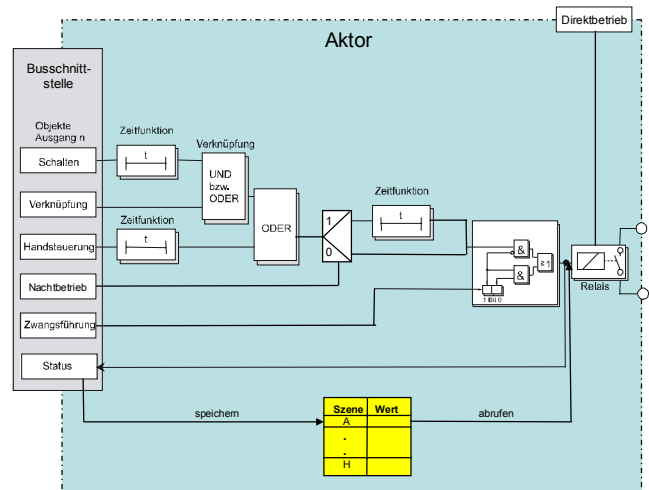 Direktbetrieb
Aktor
Busschnitt-
stelle
Objekte
Ausgang n
Zeitfunktion
Verknüpfung
Schalten
t
UND
bzw.
ODER
Zeitfunktion
Verknüpfung
Zeitfunktion
ODER
1
t
Handsteuerung
t
0
&
≥1
&
Nachtbetrieb
1 Bit 0
Relais
Zwangsführung
Status
speichern
Szene Wert
abrufen
A
.
.
H